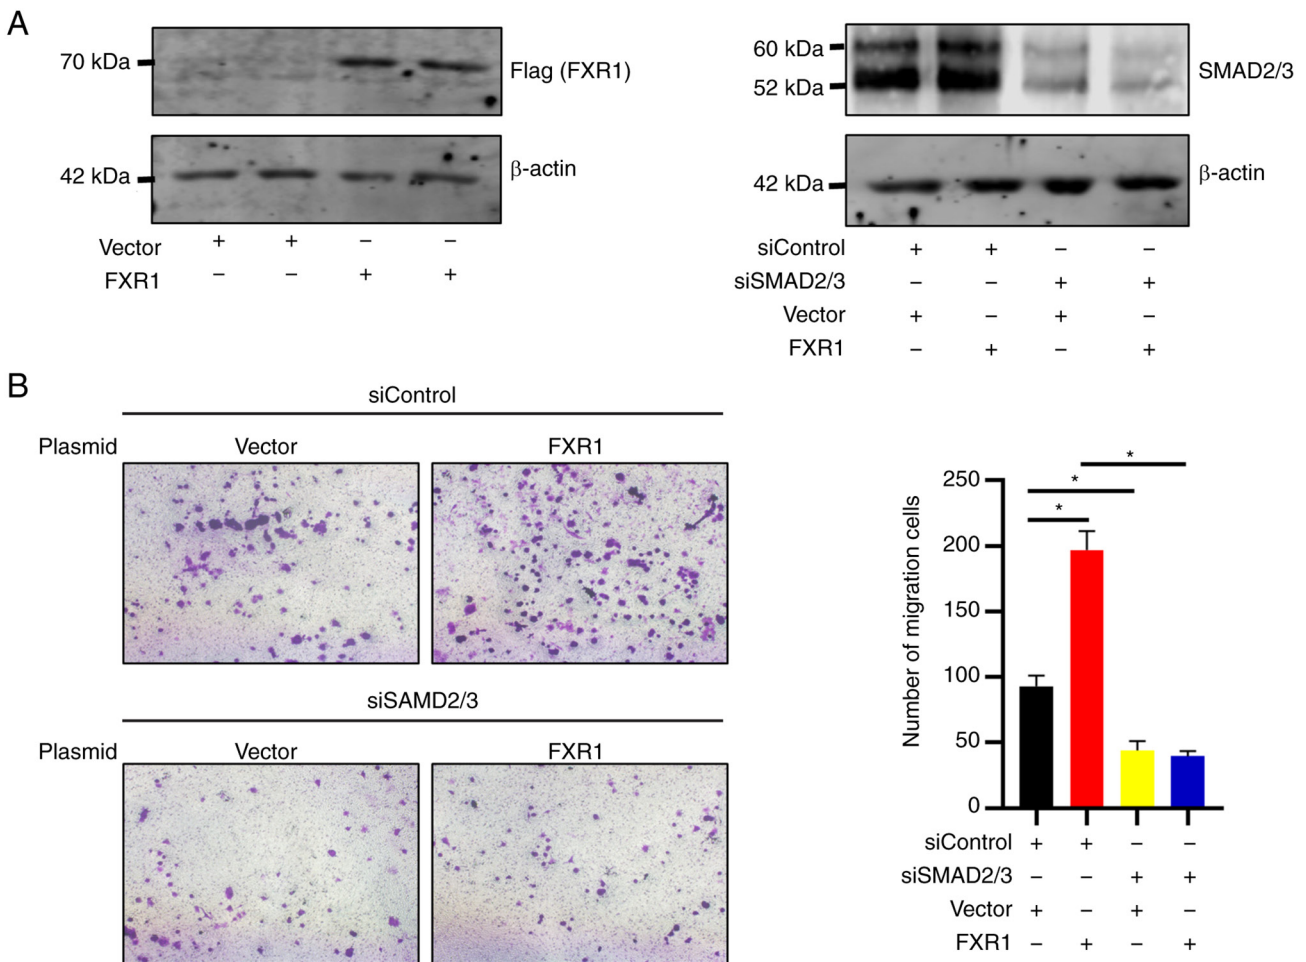 A
70 kDa
Flag (FXR1)
42 kDa
β-actin
Vector + + – –
FXR1 – – + +
60 kDa
SMAD2/3
52 kDa
42 kDa
β-actin
siControl + + – –
siSMAD2/3 – – + +
Vector + – + –
FXR1 – + – +
B
siControl
Plasmid Vector FXR1
siSAMD2/3
Plasmid Vector FXR1
Number of migration cells
250
200
150
100
50
0
* * *
siControl + + – –
siSMAD2/3 – – + +
Vector + – + –
FXR1 – + – +